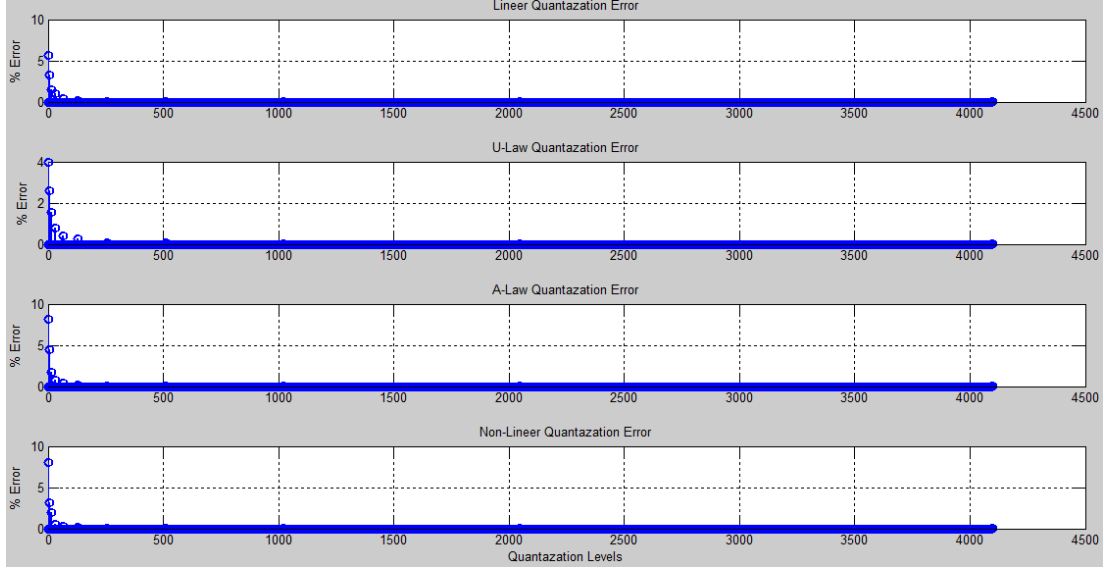 Lineer Quantazation Error
10
5
0
% Error
0 500 1000 1500 2000 2500 3000 3500 4000 4500
U-Law Quantazation Error
4
2
0
% Error
0 500 1000 1500 2000 2500 3000 3500 4000 4500
A-Law Quantazation Error
10
5
0
% Error
0 500 1000 1500 2000 2500 3000 3500 4000 4500
Non-Lineer Quantazation Error
10
5
0
% Error
0 500 1000 1500 2000 2500 3000 3500 4000 4500
Quantazation Levels